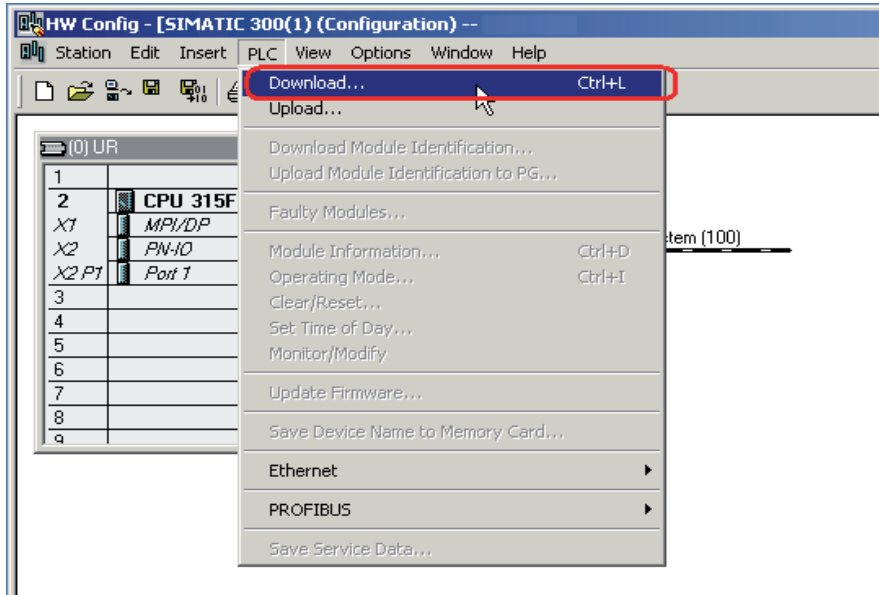 HW Config - [SIMATIC 300(1) (Configuration) --
Station Edit Insert PLC View Options Window Help
Download... Ctrl+L
Upload...
Download Module Identification...
Upload Module Identification to PG...
Faulty Modules...
Module Information... Ctrl+D
Operating Mode... Ctrl+I
Clear/Reset...
Set Time of Day...
Monitor/Modify
Update Firmware...
Save Device Name to Memory Card...
Ethernet
PROFIBUS
Save Service Data...
(0) UR
1
2 CPU 315F
X1 MPI/DP
X2 PN-IO
X2 P1 Port 1
3
4
5
6
7
8
9
(100)